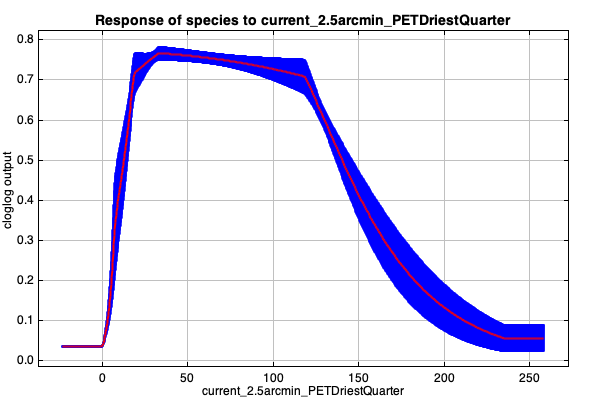 Response of species to current_2.5arcmin_PETDriestQuarter
0.8
0.7
0.6
0.5
0.4
0.3
0.2
0.1
0.0
cloglog output
0 50 100 150 200 250
current_2.5arcmin_PETDriestQuarter